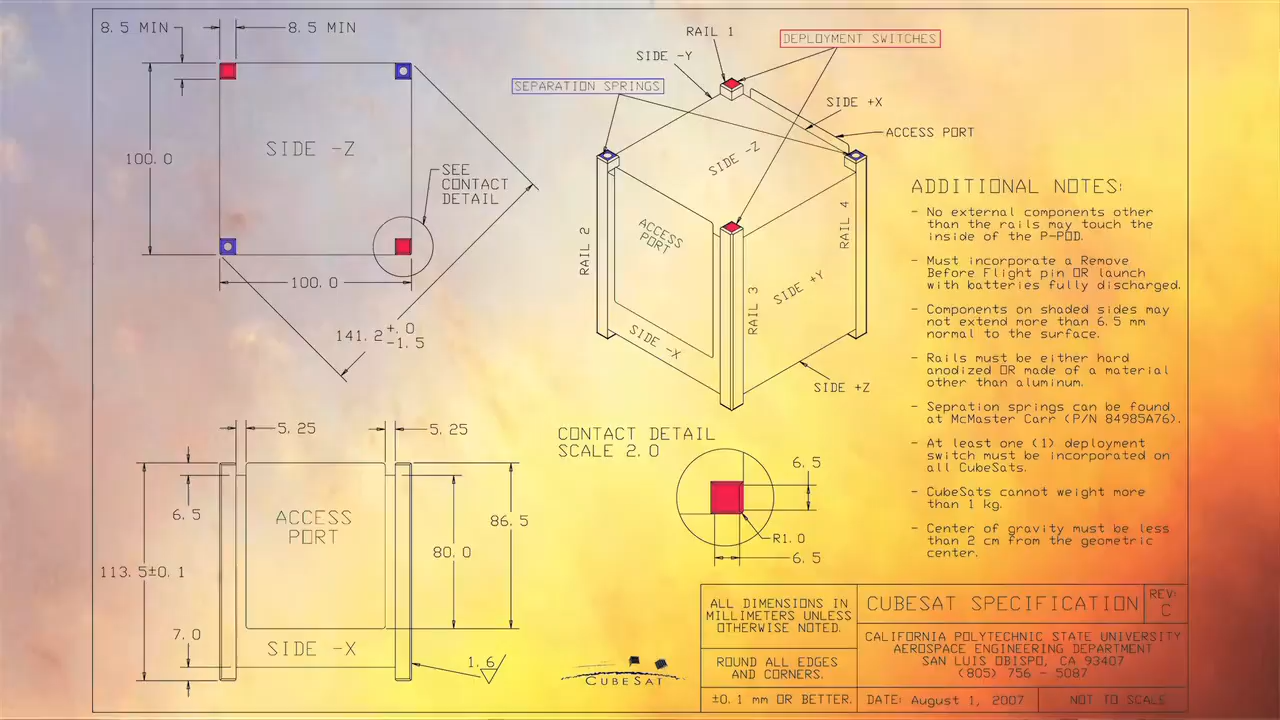 8.5 MIN
8.5 MIN
100.0
SIDE -Z
SEE
CONTACT
DETAIL
100.0
141.2 +.0
-1.5
RAIL 1
DEPLOYMENT SWITCHES
SIDE -Y
SEPARATION SPRINGS
SIDE +X
ACCESS PORT
SIDE -Z
ACCESS
PORT
RAIL 2
RAIL 4
SIDE +Y
RAIL 3
SIDE -X
SIDE +Z
ADDITIONAL NOTES:
- No external components other
than the rails may touch the
inside of the P-POD.
- Must incorporate a Remove
Before Flight pin OR launch
with batteries fully discharged.
- Components on shaded sides may
not extend more than 6.5 mm
normal to the surface.
- Rails must be either hard
anodized OR made of a material
other than aluminum.
- Sepration springs can be found
at McMaster Carr (P/N 84985A76).
- At least one (1) deployment
switch must be incorporated on
all CubeSats.
- CubeSats cannot weight more
than 1 kg.
- Center of gravity must be less
than 2 cm from the geometric
center.
5.25
5.25
6.5
ACCESS
PORT
86.5
80.0
113.5±0.1
7.0
SIDE -X
1.6
CONTACT DETAIL
SCALE 2.0
6.5
R1.0
6.5
CUBESAT
ALL DIMENSIONS IN
MILLIMETERS UNLESS
OTHERWISE NOTED.
ROUND ALL EDGES
AND CORNERS.
±0.1 mm OR BETTER.
CUBESAT SPECIFICATION
REV:
C
CALIFORNIA POLYTECHNIC STATE UNIVERSITY
AEROSPACE ENGINEERING DEPARTMENT
SAN LUIS OBISPO, CA 93407
(805) 756 - 5087
DATE: August 1, 2007
NOT TO SCALE